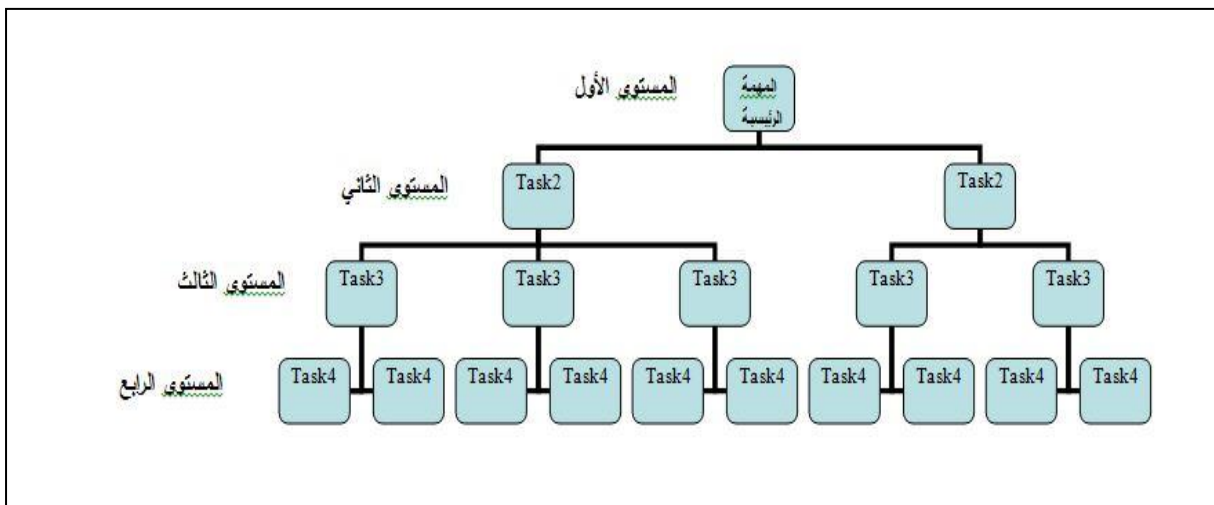 المستوى الأول
المهمة
الرئيسية
المستوى الثاني
Task2
Task2
المستوى الثالث
Task3
Task3
Task3
Task3
Task3
المستوى الرابع
Task4
Task4
Task4
Task4
Task4
Task4
Task4
Task4
Task4
Task4